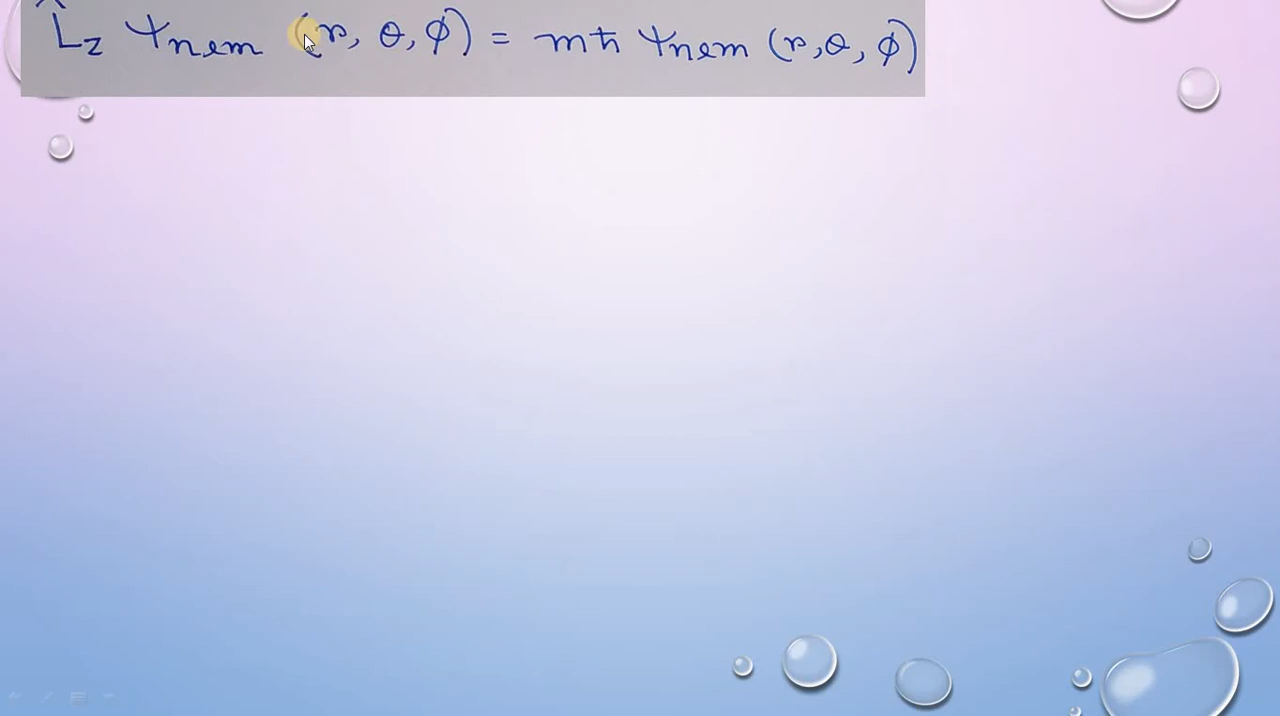 L̂z Ψnlm (r, θ, φ) = mħ Ψnlm (r, θ, φ)